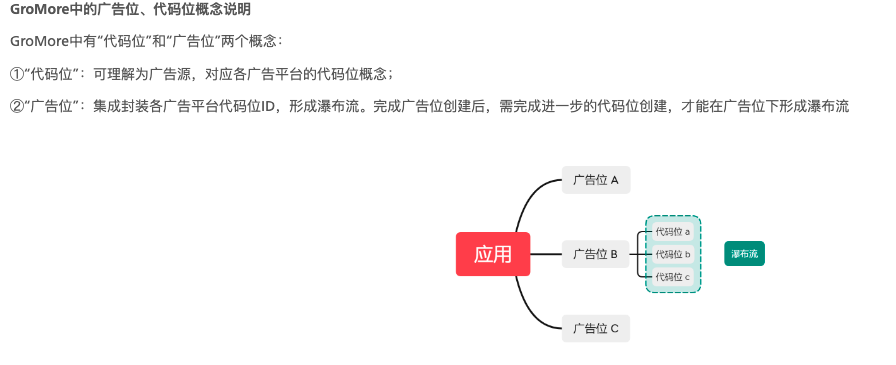 GroMore中的广告位、代码位概念说明
GroMore中有“代码位”和“广告位”两个概念：
①“代码位”：可理解为广告源，对应各广告平台的代码位概念；
②“广告位”：集成封装各广告平台代码位ID，形成瀑布流。完成广告位创建后，需完成进一步的代码位创建，才能在广告位下形成瀑布流
广告位 A
应用
广告位 B
代码位 a
代码位 b
代码位 c
瀑布流
广告位 C